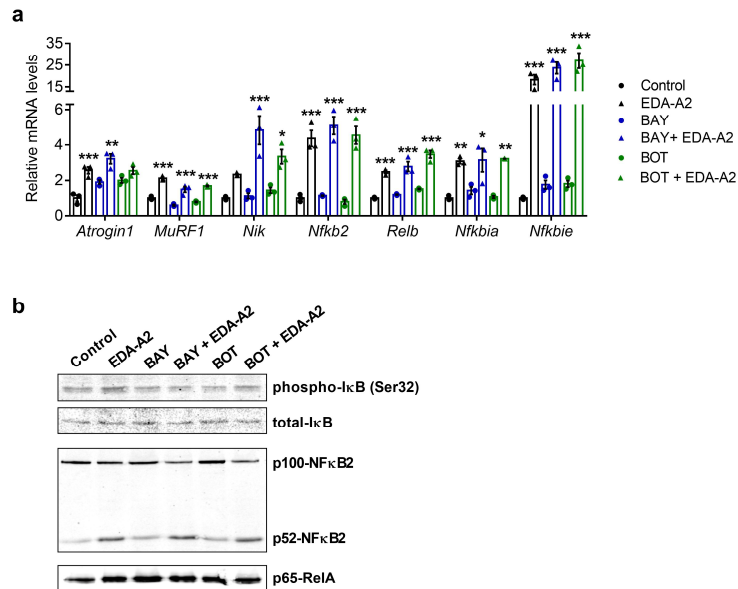 a
Relative mRNA levels
35
25
15
6
4
2
0
*** ** *** *** *** *** * *** *** *** *** *** *** ** * ** *** *** ***
Atrogin1 MuRF1 Nik Nfkb2 Relb Nfkbia Nfkbie
Control
EDA-A2
BAY
BAY+ EDA-A2
BOT
BOT + EDA-A2
b
Control EDA-A2 BAY BAY + EDA-A2 BOT BOT + EDA-A2
phospho-IκB (Ser32)
total-IκB
p100-NFκB2
p52-NFκB2
p65-RelA